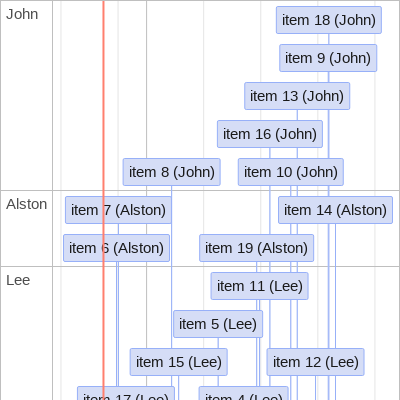 John
item 18 (John)
item 9 (John)
item 13 (John)
item 16 (John)
item 8 (John)
item 10 (John)
Alston
item 7 (Alston)
item 14 (Alston)
item 6 (Alston)
item 19 (Alston)
Lee
item 11 (Lee)
item 5 (Lee)
item 15 (Lee)
item 12 (Lee)
item 17 (Lee)
item 4 (Lee)